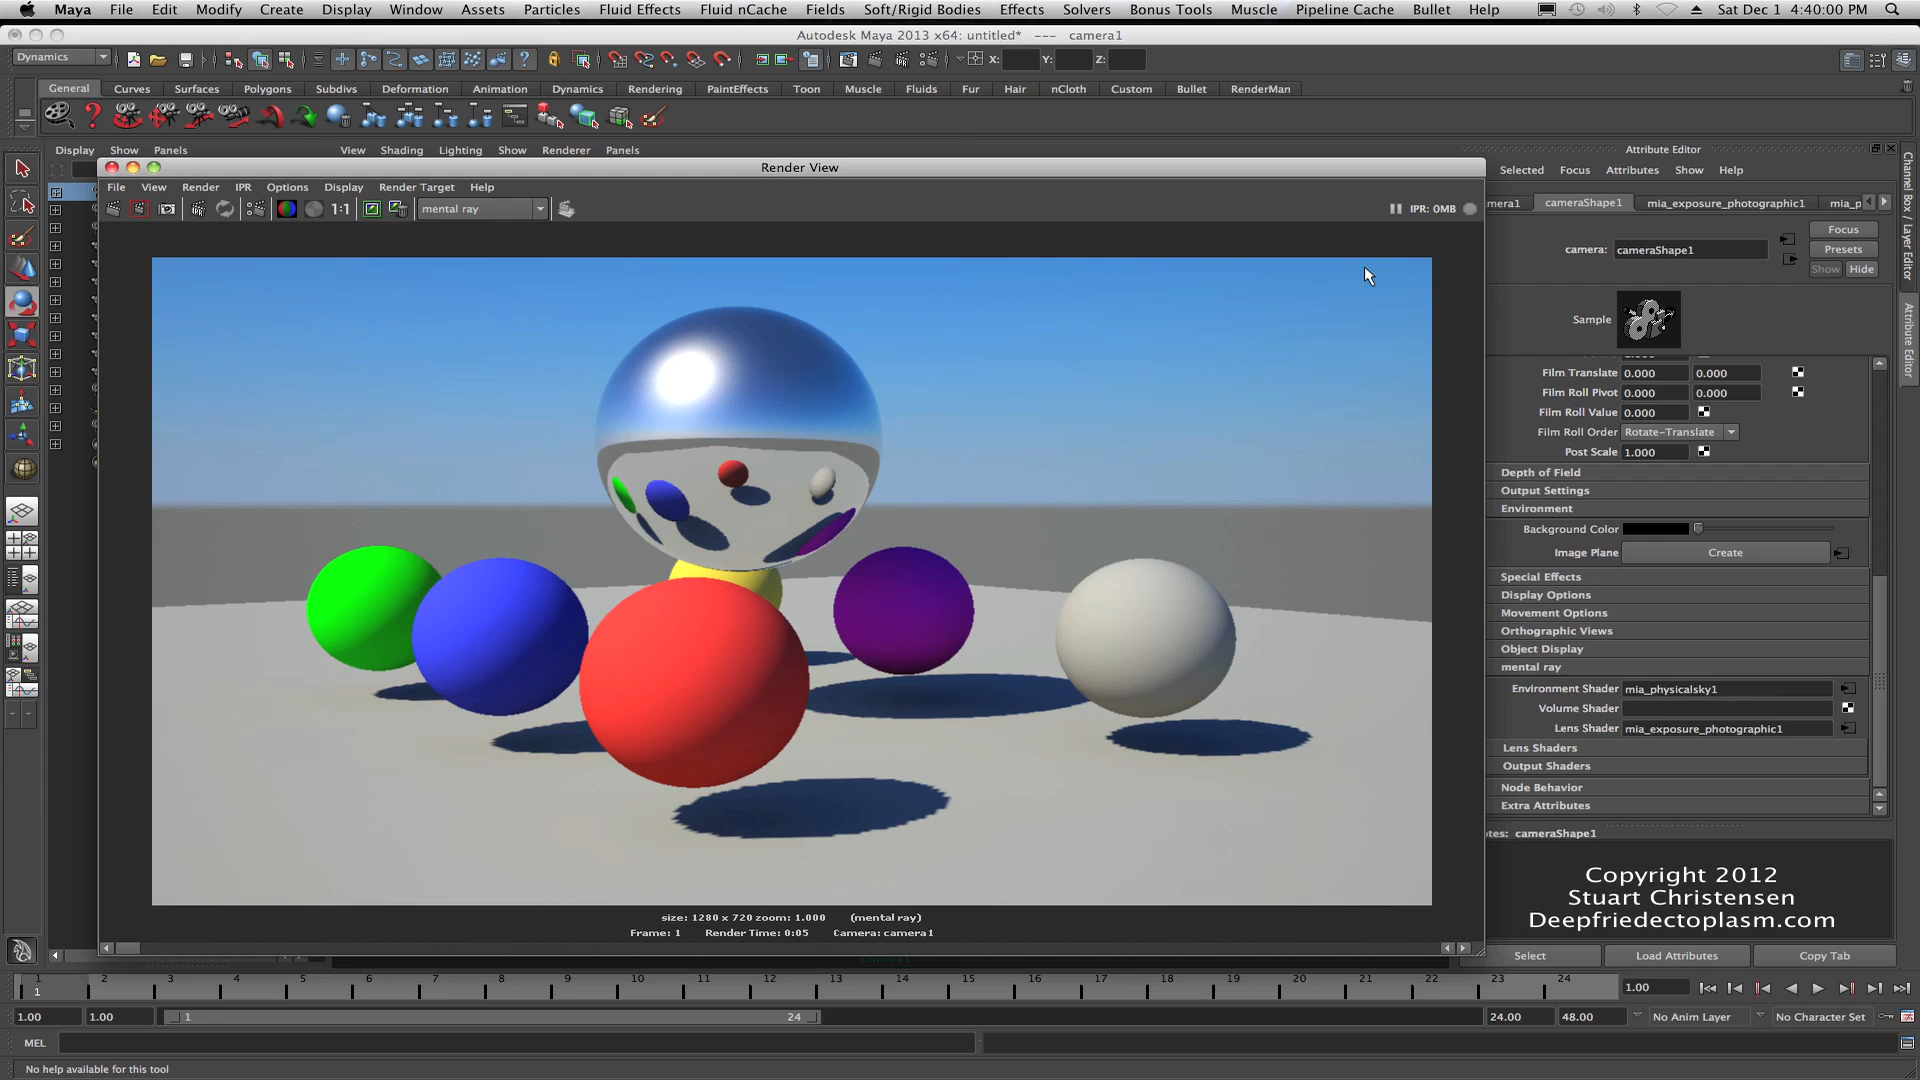 Maya File Edit Modify Create Display Window Assets Particles Fluid Effects Fluid nCache Fields Soft/Rigid Bodies Effects Solvers Bonus Tools Muscle Pipeline Cache Bullet Help Sat Dec 1 4:40:00 PM
Autodesk Maya 2013 x64: untitled* --- camera1
Dynamics X: Y: Z:
General Curves Surfaces Polygons Subdivs Deformation Animation Dynamics Rendering PaintEffects Toon Muscle Fluids Fur Hair nCloth Custom Bullet RenderMan
Display Show Panels View Shading Lighting Show Renderer Panels
Render View
File View Render IPR Options Display Render Target Help
1:1 mental ray IPR: 0MB
size: 1280 x 720 zoom: 1.000 (mental ray)
Frame: 1 Render Time: 0:05 Camera: camera1
Attribute Editor
Selected Focus Attributes Show Help
mera1 cameraShape1 mia_exposure_photographic1 mia_p
camera: cameraShape1
Focus
Presets
Show Hide
Sample
Film Translate 0.000 0.000
Film Roll Pivot 0.000 0.000
Film Roll Value 0.000
Film Roll Order Rotate-Translate
Post Scale 1.000
Depth of Field
Output Settings
Environment
Background Color
Image Plane Create
Special Effects
Display Options
Movement Options
Orthographic Views
Object Display
mental ray
Environment Shader mia_physicalsky1
Volume Shader
Lens Shader mia_exposure_photographic1
Lens Shaders
Output Shaders
Node Behavior
Extra Attributes
tes: cameraShape1
Copyright 2012
Stuart Christensen
Deepfriedectoplasm.com
Select Load Attributes Copy Tab
Channel Box / Layer Editor
Attribute Editor
1 2 3 4 5 6 7 8 9 10 11 12 13 14 15 16 17 18 19 20 21 22 23 24
1 1.00
1.00 1.00 1 24 24.00 48.00 No Anim Layer No Character Set
MEL
No help available for this tool